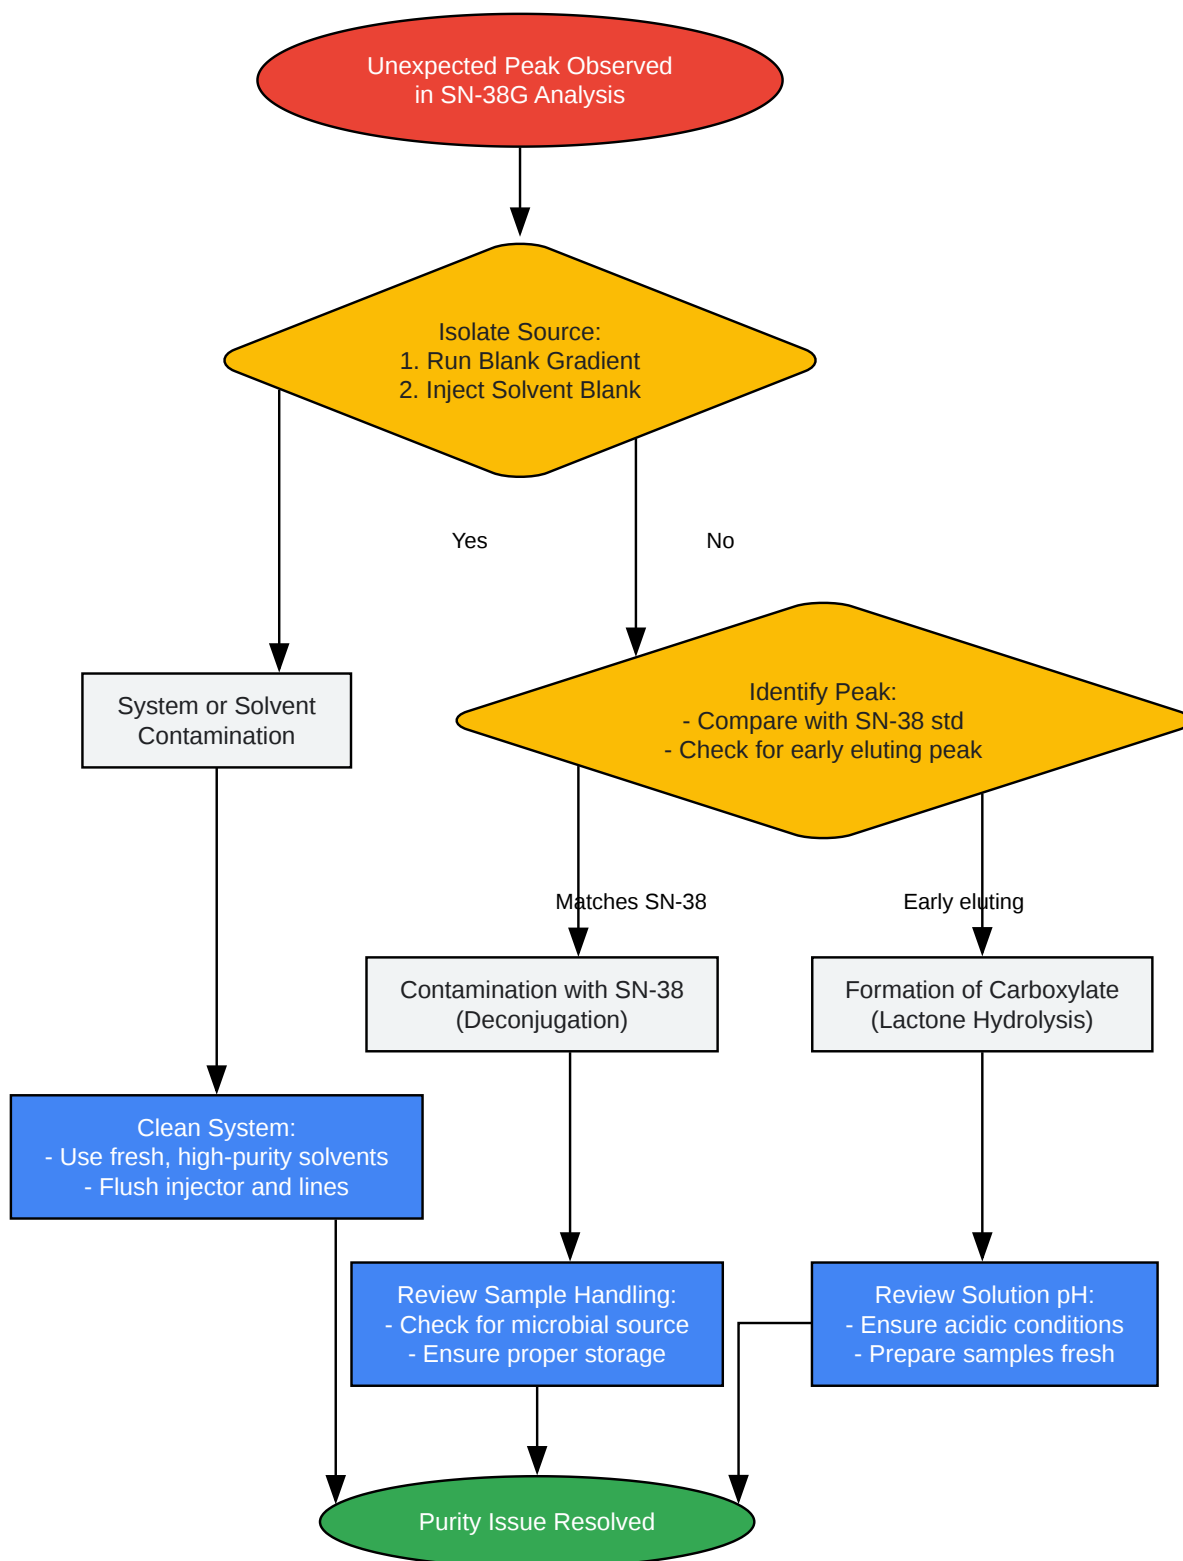 Unexpected Peak Observed
in SN-38G Analysis
Isolate Source:
1. Run Blank Gradient
2. Inject Solvent Blank
Yes
No
System or Solvent
Contamination
Identify Peak:
- Compare with SN-38 std
- Check for early eluting peak
Matches SN-38
Early eluting
Contamination with SN-38
(Deconjugation)
Formation of Carboxylate
(Lactone Hydrolysis)
Clean System:
- Use fresh, high-purity solvents
- Flush injector and lines
Review Sample Handling:
- Check for microbial source
- Ensure proper storage
Review Solution pH:
- Ensure acidic conditions
- Prepare samples fresh
Purity Issue Resolved